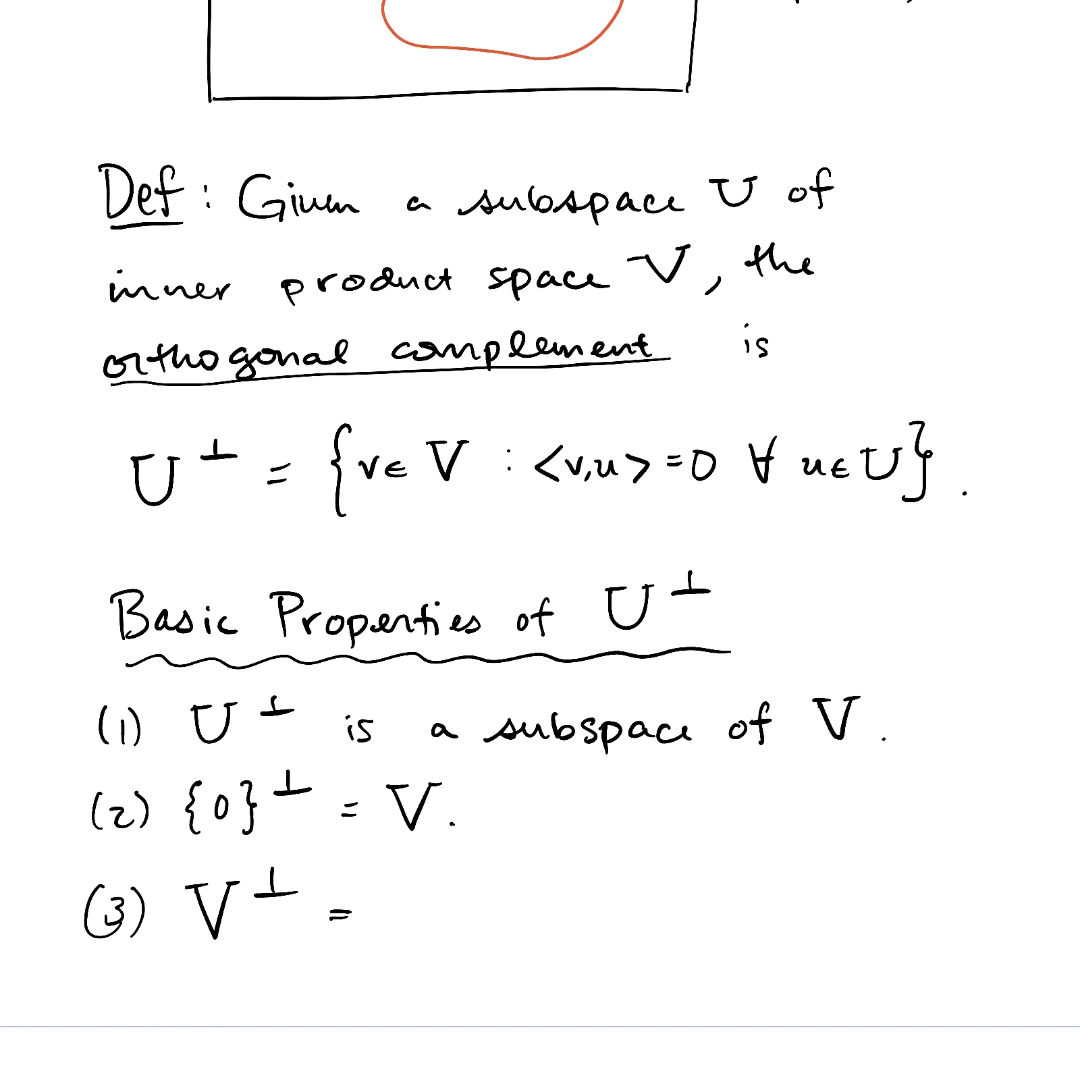 Def: Given a subspace U of
inner product space V, the
orthogonal complement is
U⊥ = {v∈ V : <v,u>=0 ∀ u∈U}.
Basic Properties of U⊥
(1) U⊥ is a subspace of V.
(2) {0}⊥ = V.
(3) V⊥ =